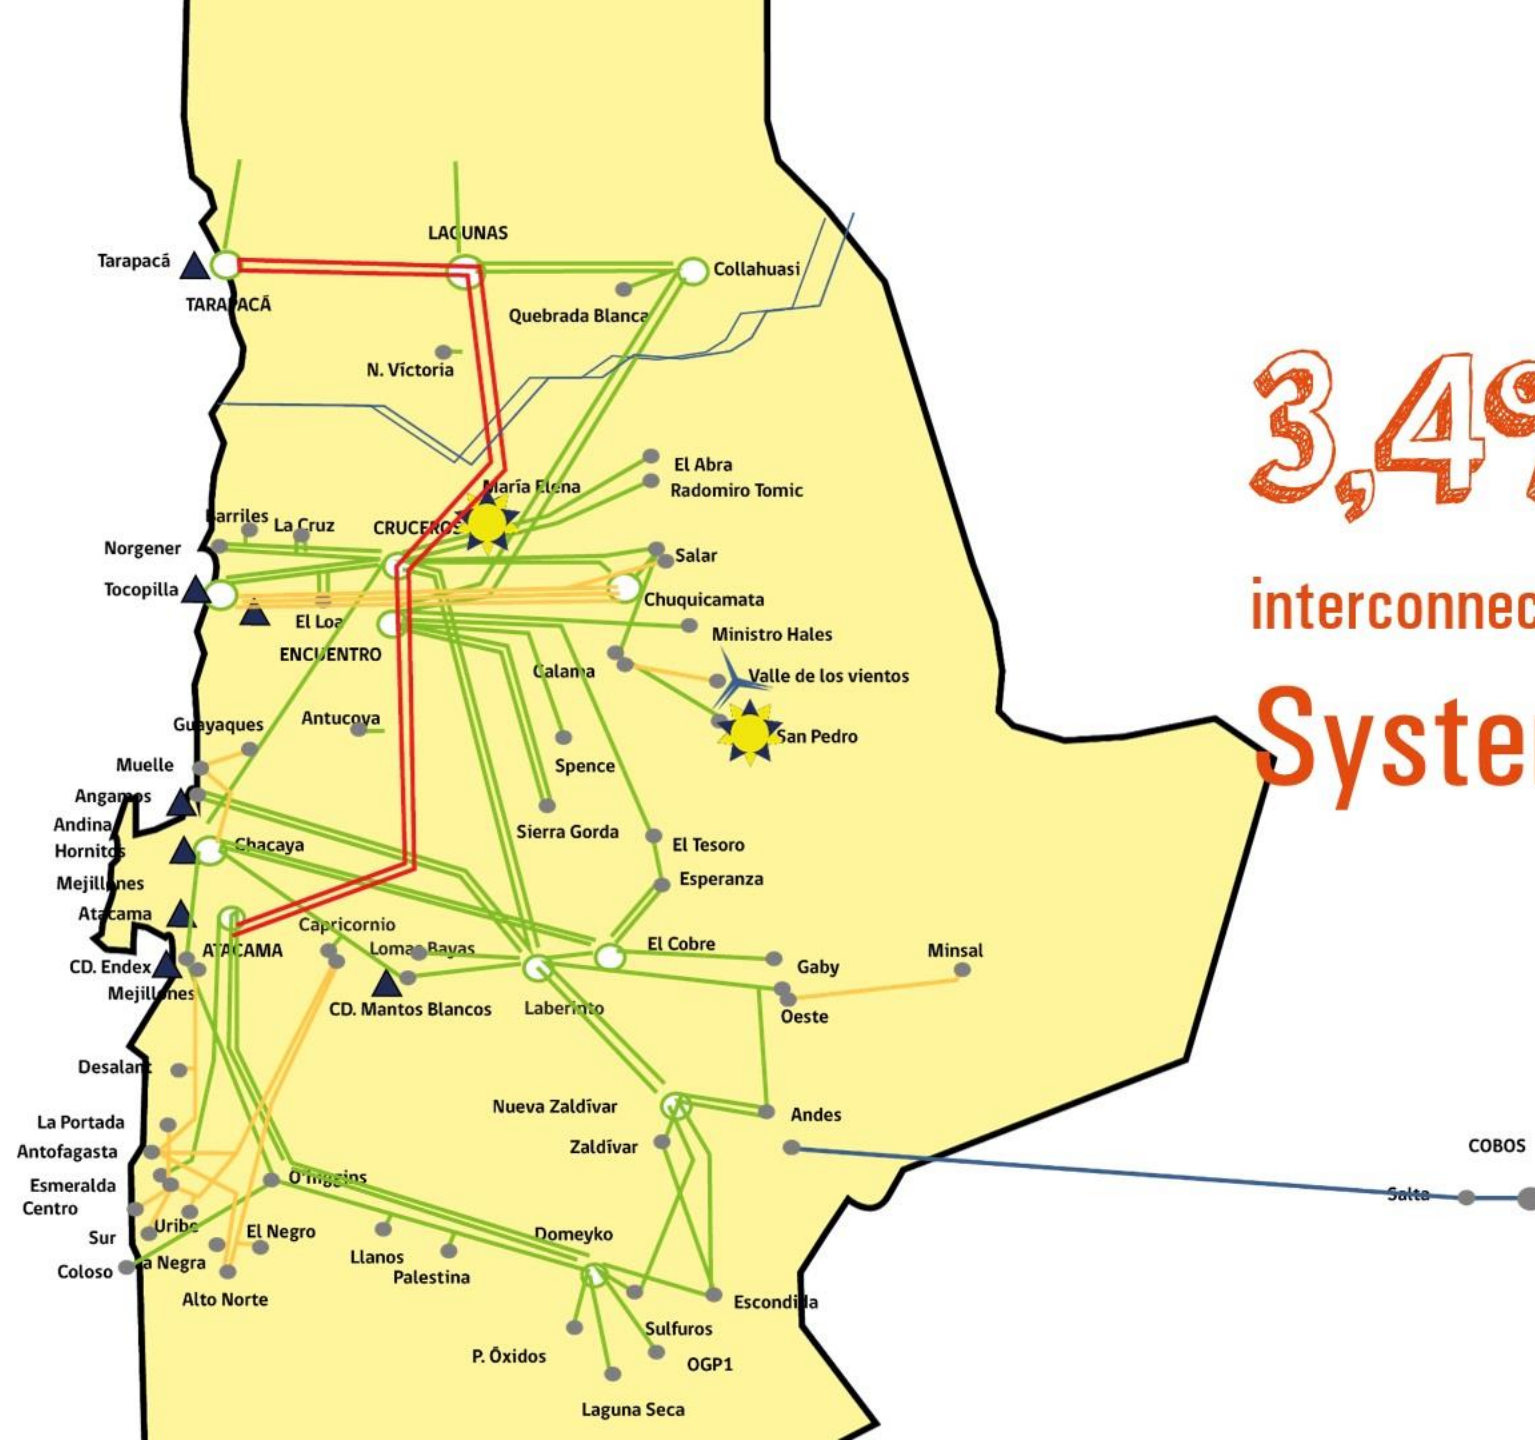 LAGUNAS
Tarapacá
Collahuasi
TARAPACÁ
Quebrada Blanca
N. Víctoria
3,4%
El Abra
María Elena
Radomiro Tomic
Barriles
La Cruz
CRUCEROS
Norgener
Salar
Tocopilla
Chuquicamata
interconnec
El Loa
Ministro Hales
ENCUENTRO
Calama
Valle de los vientos
Guayaques
Antucoya
San Pedro
Syste
Muelle
Spence
Angamos
Andina
Sierra Gorda
Hornitos
Chacaya
El Tesoro
Mejillones
Esperanza
Atacama
Capricornio
ATACAMA
Lomas Bayas
El Cobre
Minsal
CD. Endex
Gaby
Mejillones
CD. Mantos Blancos
Laberinto
Oeste
Desalant
Nueva Zaldívar
Andes
La Portada
Zaldívar
COBOS
Antofagasta
O'higgins
Esmeralda
Salta
Centro
Uribe
El Negro
Domeyko
Sur
Llanos
a Negra
Coloso
Palestina
Alto Norte
Escondida
Sulfuros
P. Óxidos
OGP1
Laguna Seca